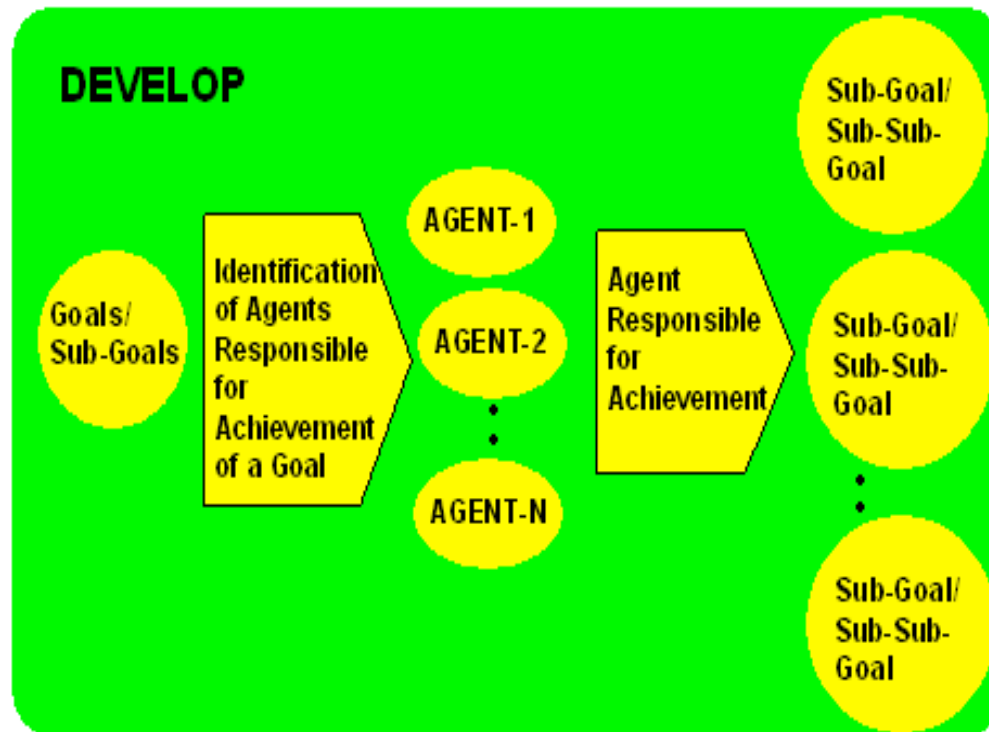 DEVELOP
Goals/
Sub-Goals
Identification
of Agents
Responsible
for
Achievement
of a Goal
AGENT-1
AGENT-2
AGENT-N
Agent
Responsible
for
Achievement
Sub-Goal/
Sub-Sub-
Goal
Sub-Goal/
Sub-Sub-
Goal
Sub-Goal/
Sub-Sub-
Goal